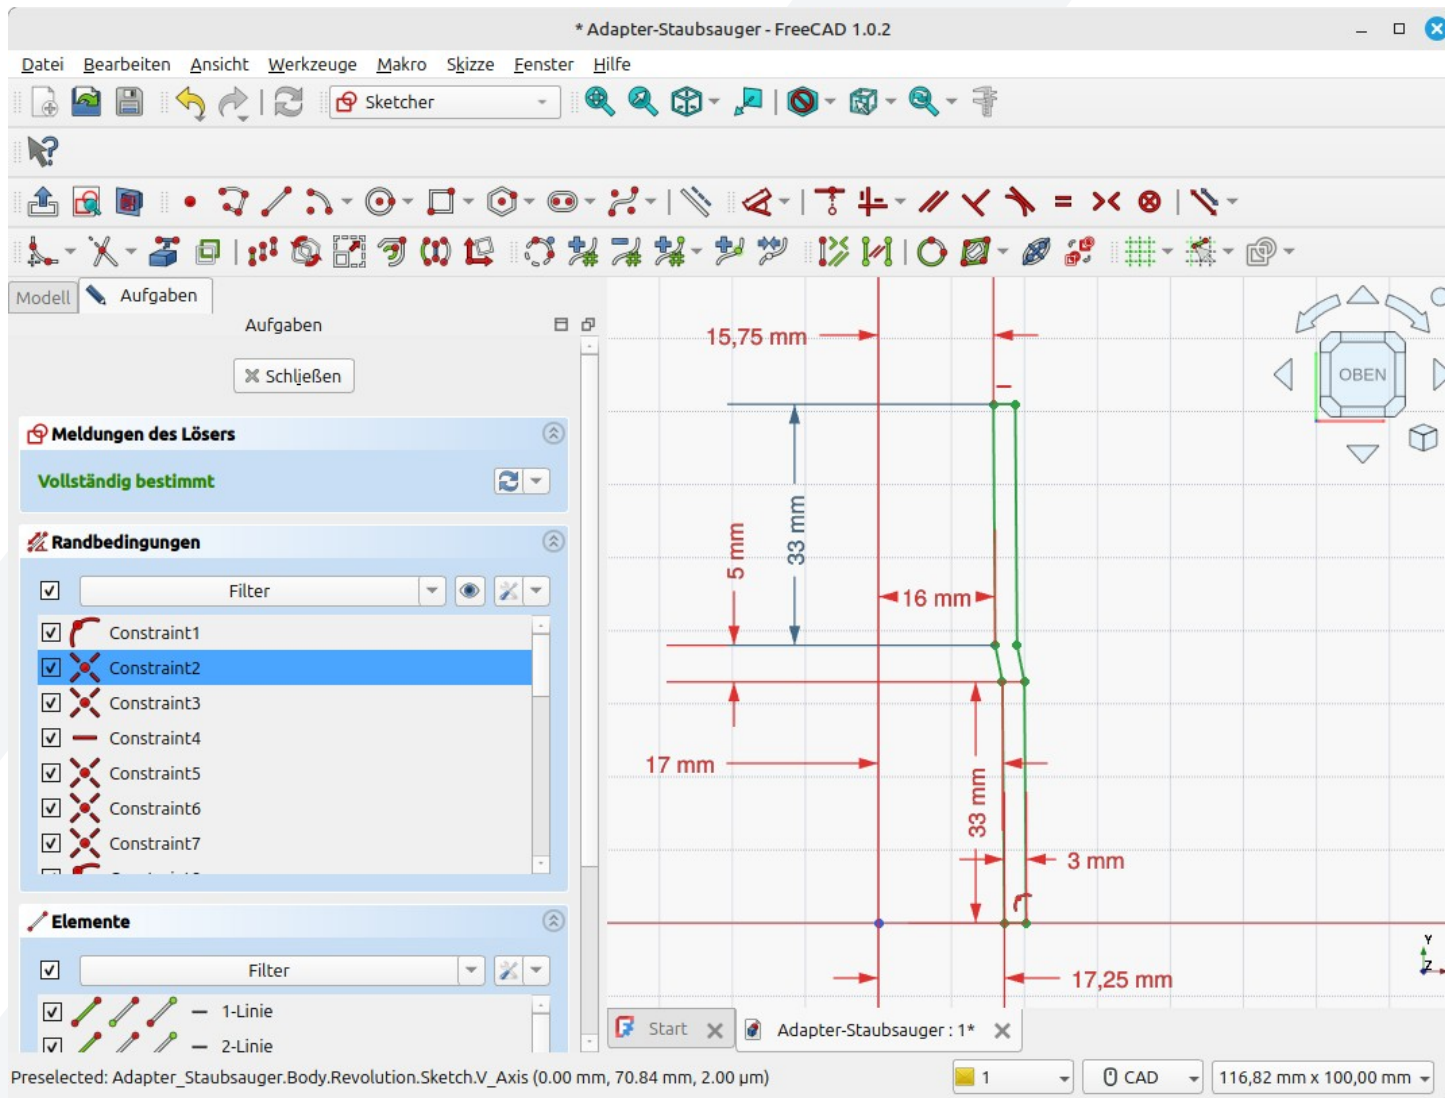 * Adapter-Staubsauger - FreeCAD 1.0.2
Datei Bearbeiten Ansicht Werkzeuge Makro Skizze Fenster Hilfe
Sketcher
Modell Aufgaben
Aufgaben
Schließen
Meldungen des Lösers
Vollständig bestimmt
Randbedingungen
Filter
Constraint1
Constraint2
Constraint3
Constraint4
Constraint5
Constraint6
Constraint7
Elemente
Filter
1-Linie
2-Linie
15,75 mm
OBEN
33 mm
5 mm
16 mm
17 mm
33 mm
3 mm
17,25 mm
Y
Z
Start Adapter-Staubsauger : 1*
Preselected: Adapter_Staubsauger.Body.Revolution.Sketch.V_Axis (0.00 mm, 70.84 mm, 2.00 µm) 1 CAD 116,82 mm x 100,00 mm